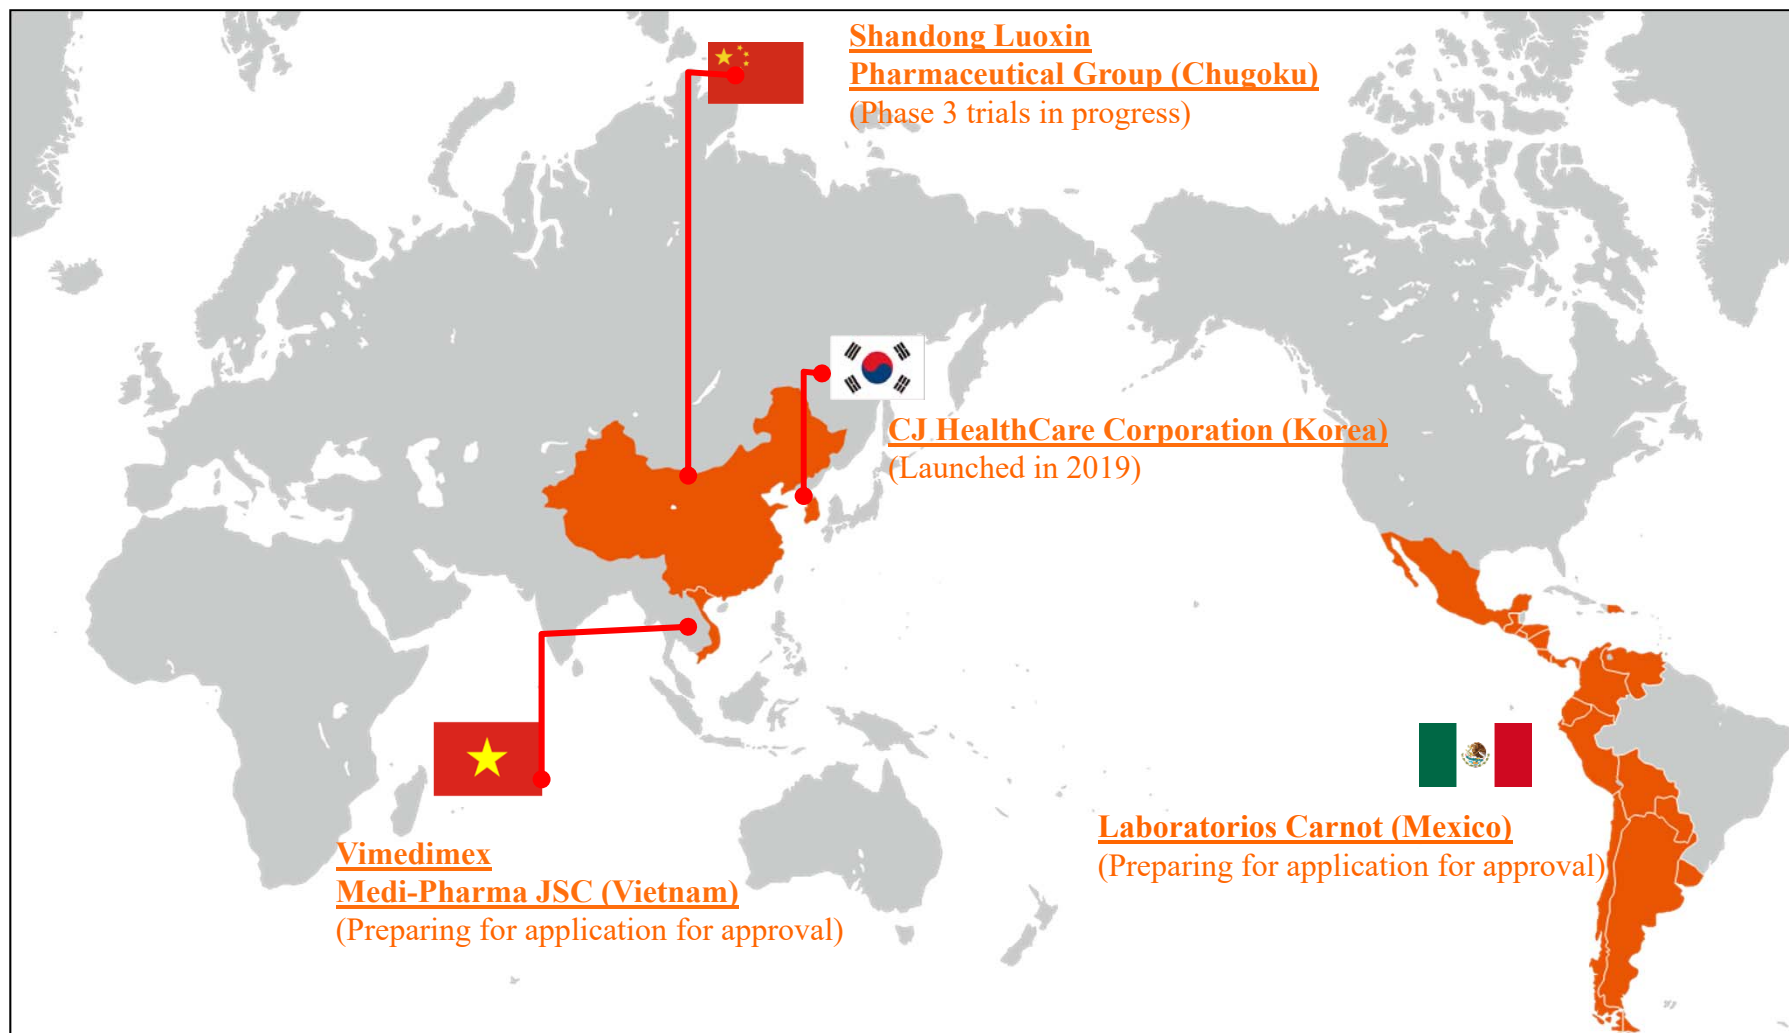 Shandong Luoxin
Pharmaceutical Group (Chugoku)
(Phase 3 trials in progress)
CJ HealthCare Corporation (Korea)
(Launched in 2019)
Laboratorios Carnot (Mexico)
(Preparing for application for approval)
Vimedimex
Medi-Pharma JSC (Vietnam)
(Preparing for application for approval)